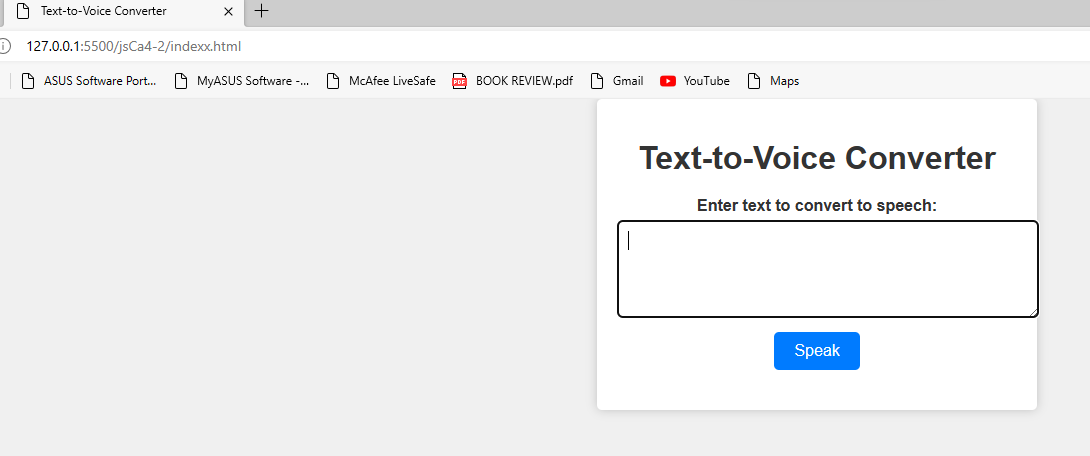 Text-to-Voice Converter
127.0.0.1:5500/jsCa4-2/indexx.html
ASUS Software Port... MyASUS Software -... McAfee LiveSafe PDF BOOK REVIEW.pdf Gmail YouTube Maps
Text-to-Voice Converter
Enter text to convert to speech:
Speak